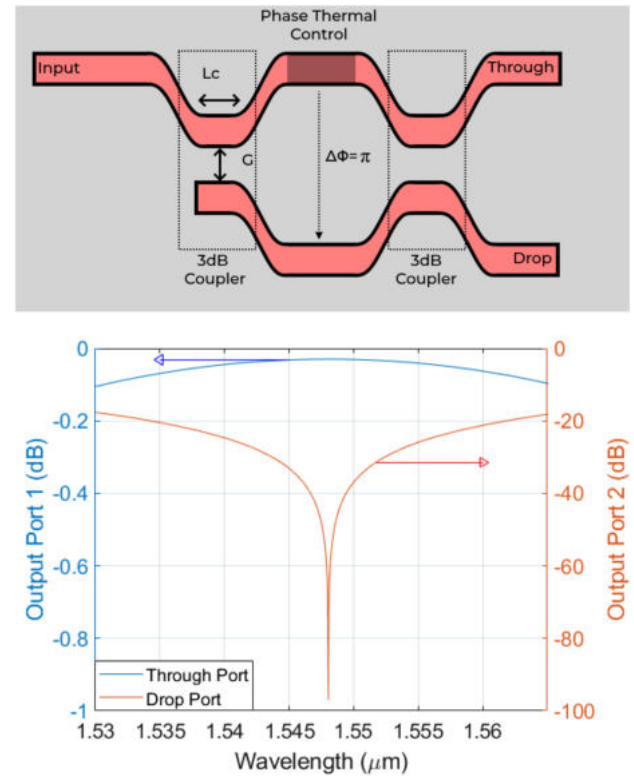 Phase Thermal
Control
Input
Lc
Through
G
ΔΦ= π
3dB
Coupler
3dB
Coupler
Drop
Output Port 1 (dB)
0
-0.2
-0.4
-0.6
-0.8
-1
0
-20
-40
-60
-80
-100
Output Port 2 (dB)
Through Port
Drop Port
1.53
1.535
1.54
1.545
1.55
1.555
1.56
Wavelength (μm)